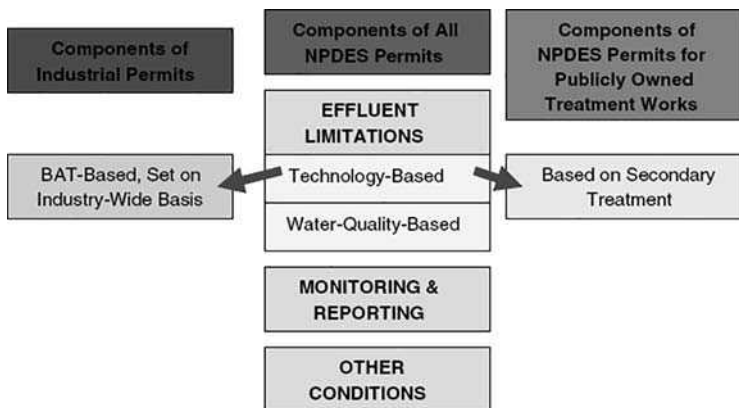 Components of
Industrial Permits
Components of All
NPDES Permits
Components of
NPDES Permits for
Publicly Owned
Treatment Works
EFFLUENT
LIMITATIONS
BAT-Based, Set on
Industry-Wide Basis
Technology-Based
Based on Secondary
Treatment
Water-Quality-Based
MONITORING &
REPORTING
OTHER
CONDITIONS